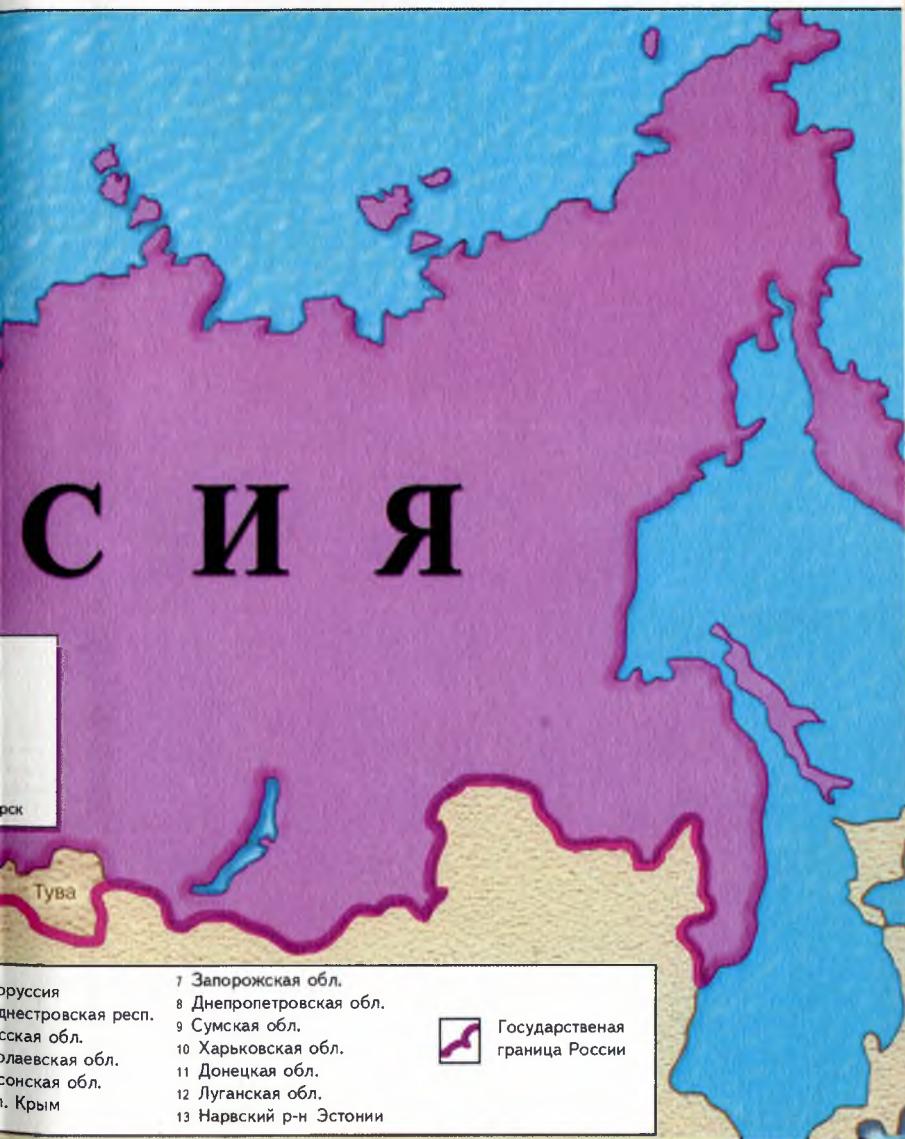 С И Я
рск
Тува
оруссия
днестровская респ.
сская обл.
олаевская обл.
сонская обл.
. Крым
7 Запорожская обл.
8 Днепропетровская обл.
9 Сумская обл.
10 Харьковская обл.
11 Донецкая обл.
12 Луганская обл.
13 Нарвский р-н Эстонии
Государственая
граница России